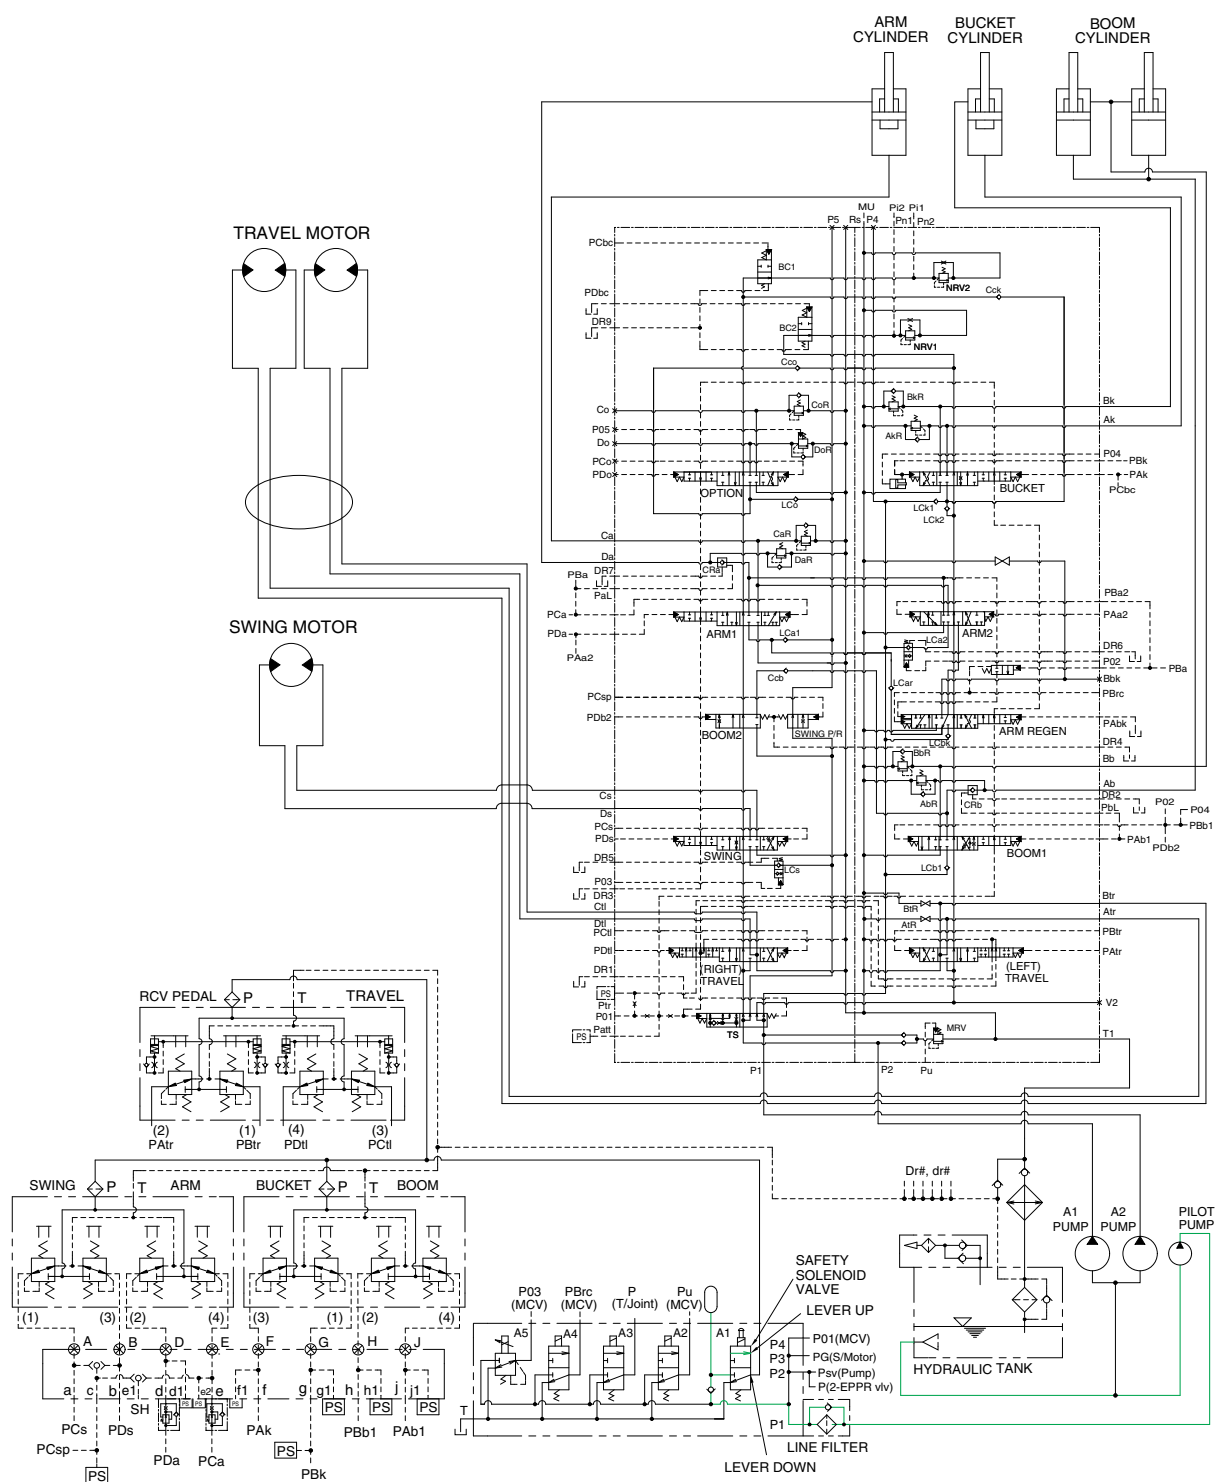 ARM
CYLINDER
BUCKET
CYLINDER
BOOM
CYLINDER
TRAVEL MOTOR
SWING MOTOR
P5 Rs MU P4 Pi2 Pi1
Pn1 Pn2
PCbc
BC1
NRV2
Cck
PDbc
DR9
BC2
NRV1
Cco
Co
CoR
BkR
Bk
P05
Do
AkR
Ak
DoR
PCo
PDo
P04
PBk
PAk
PCbc
OPTION
BUCKET
LCo
LCk1
LCk2
Ca
CaR
Da
DaR
DR7
CRa
PBa
PaL
PCa
PDa
PAa2
ARM1
LCa1
ARM2
LCa2
PBa2
PAa2
DR6
P02
PBa
Ccb
LCar
Bbk
PCsp
PBrc
PDb2
BOOM2
SWING P/R
ARM REGEN
PAbk
LCbk
DR4
BbR
Bb
AbR
CRb
Ab
DR2
PbL
P02
P04
PBb1
PAb1
PDb2
Cs
Ds
PCs
PDs
SWING
BOOM1
DR5
LCs
LCb1
P03
DR3
Ctl
BtR
Btr
Dtl
AtR
Atr
PCtl
PBtr
PDtl
PAtr
(RIGHT)
TRAVEL
(LEFT)
TRAVEL
DR1
PS
Ptr
P01
Patt
PS
TS
V2
MRV
T1
P1
P2
Pu
RCV PEDAL
P
T
TRAVEL
(2)
PAtr
(1)
PBtr
(4)
PDtl
(3)
PCtl
SWING
P
T
ARM
BUCKET
P
T
BOOM
(1)
(3)
(2)
(4)
(3)
(1)
(2)
(4)
A
B
D
E
F
G
H
J
a
c
b
e1
d
d1
e2
e
f1
f
g
g1
h
h1
j
j1
SH
PS
PS
PS
PS
PS
PS
PCs
PDs
PCsp
PS
PDa
PCa
PAk
PS
PBk
PBb1
PAb1
P03
(MCV)
PBrc
(MCV)
P
(T/Joint)
Pu
(MCV)
A5
A4
A3
A2
A1
T
SAFETY
SOLENOID
VALVE
LEVER UP
P4
P3
P2
P01(MCV)
PG(S/Motor)
Psv(Pump)
P(2-EPPR vlv)
P1
LINE FILTER
LEVER DOWN
Dr#, dr#
A1
PUMP
A2
PUMP
PILOT
PUMP
HYDRAULIC TANK